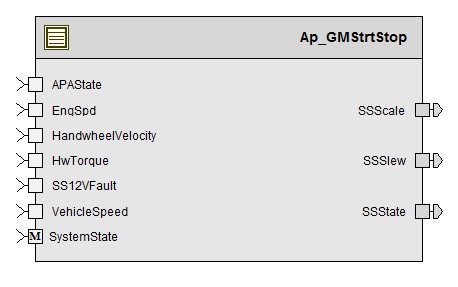 Ap_GMStrtStop
APAState
EngSpd
SSScale
HandwheelVelocity
HwTorque
SSSlew
SS12VFault
VehicleSpeed
SSState
M SystemState